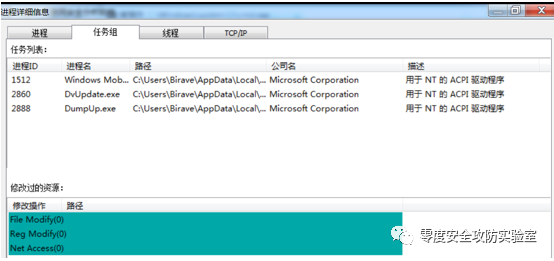 进程详细信息
进程 任务组 线程 TCP/IP
任务列表:
进程ID 进程名 路径 公司名 描述
1512 Windows Mob... C:\Users\Birave\AppData\Local\... Microsoft Corporation 用于 NT 的 ACPI 驱动程序
2860 DvUpdate.exe C:\Users\Birave\AppData\Local\... Microsoft Corporation 用于 NT 的 ACPI 驱动程序
2888 DumpUp.exe C:\Users\Birave\AppData\Local\... Microsoft Corporation 用于 NT 的 ACPI 驱动程序
修改过的资源:
修改操作 路径
File Modify(0)
Reg Modify(0)
Net Access(0)
零度安全攻防实验室